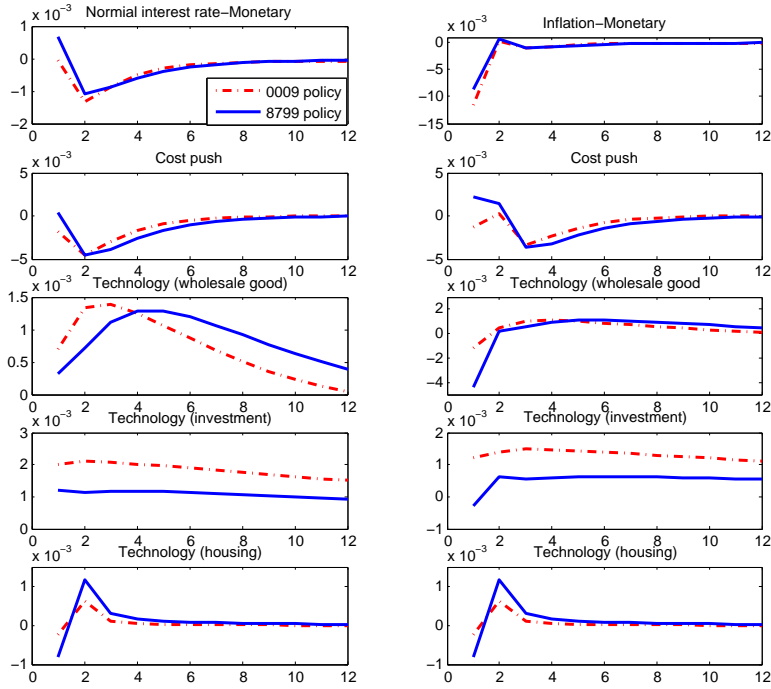 x 10⁻³ Normial interest rate−Monetary
1
0
−1
−2
0 2 4 6 8 10 12
0009 policy
8799 policy
x 10⁻³ Inflation−Monetary
0
−5
−10
−15
0 2 4 6 8 10 12
x 10⁻³ Cost push
5
0
−5
0 2 4 6 8 10 12
x 10⁻³ Cost push
5
0
−5
0 2 4 6 8 10 12
x 10⁻³ Technology (wholesale good)
1.5
1
0.5
0
0 2 4 6 8 10 12
x 10⁻³ Technology (wholesale good
2
0
−2
−4
0 2 4 6 8 10 12
x 10⁻³ Technology (investment)
3
2
1
0
0 2 4 6 8 10 12
x 10⁻³ Technology (investment)
2
1
0
−1
0 2 4 6 8 10 12
x 10⁻³ Technology (housing)
1
0
−1
0 2 4 6 8 10 12
x 10⁻³ Technology (housing)
1
0
−1
0 2 4 6 8 10 12